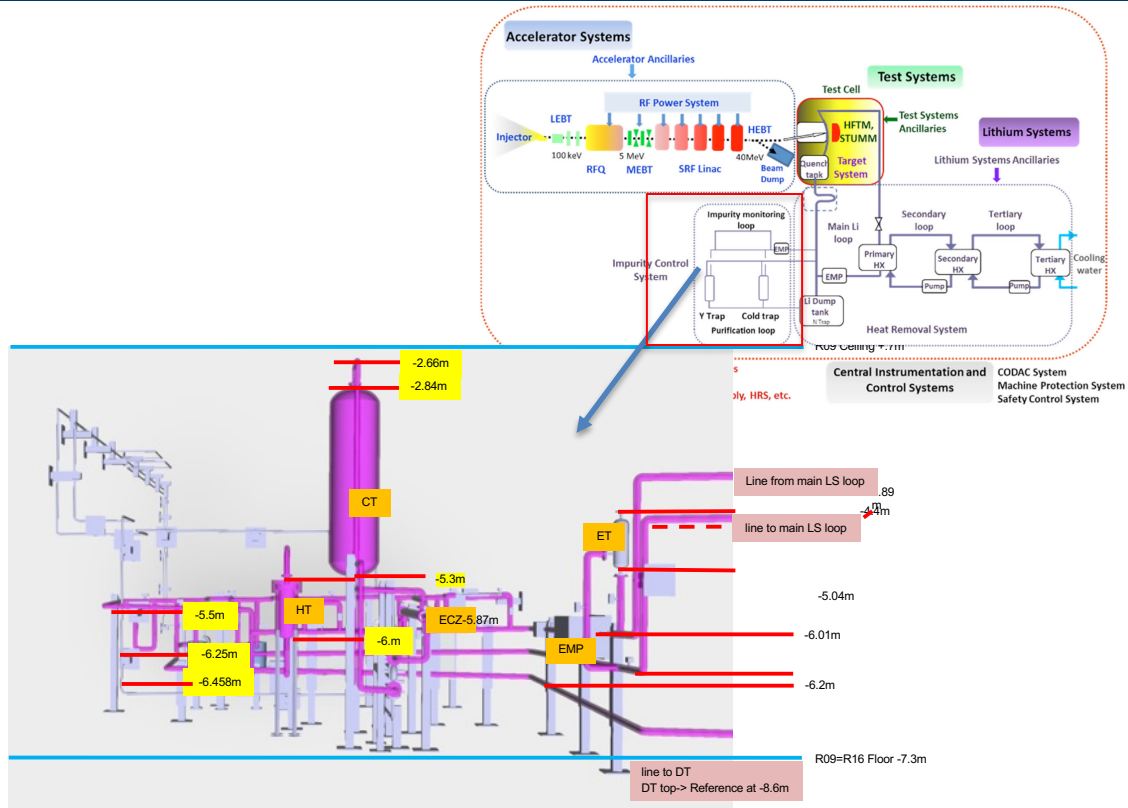 Accelerator Systems
Accelerator Ancillaries
Test Systems
RF Power System
Test Cell
LEBT
HEBT
HFTM,
STUMM
Test Systems
Ancillaries
Injector
Lithium Systems
100 keV
5 MeV
40MeV
RFQ
MEBT
SRF Linac
Beam
Dump
Quench
tank
Target
System
Lithium Systems Ancillaries
Impurity monitoring
loop
Main Li
loop
Secondary
loop
Tertiary
loop
EMP
Impurity Control
System
Primary
HX
Secondary
HX
Tertiary
HX
Cooling
water
EMP
Pump
Pump
Y Trap
Cold trap
Purification loop
Li Dump
tank
N Trap
Heat Removal System
R09 Ceiling +.7m
-2.66m
-2.84m
s
ply, HRS, etc.
Central Instrumentation and
Control Systems
CODAC System
Machine Protection System
Safety Control System
Line from main LS loop
.89
m
-4.4m
line to main LS loop
CT
ET
-5.3m
-5.04m
-5.5m
HT
ECZ-5.87m
-6.m
-6.01m
EMP
-6.25m
-6.458m
-6.2m
R09=R16 Floor -7.3m
line to DT
DT top-> Reference at -8.6m